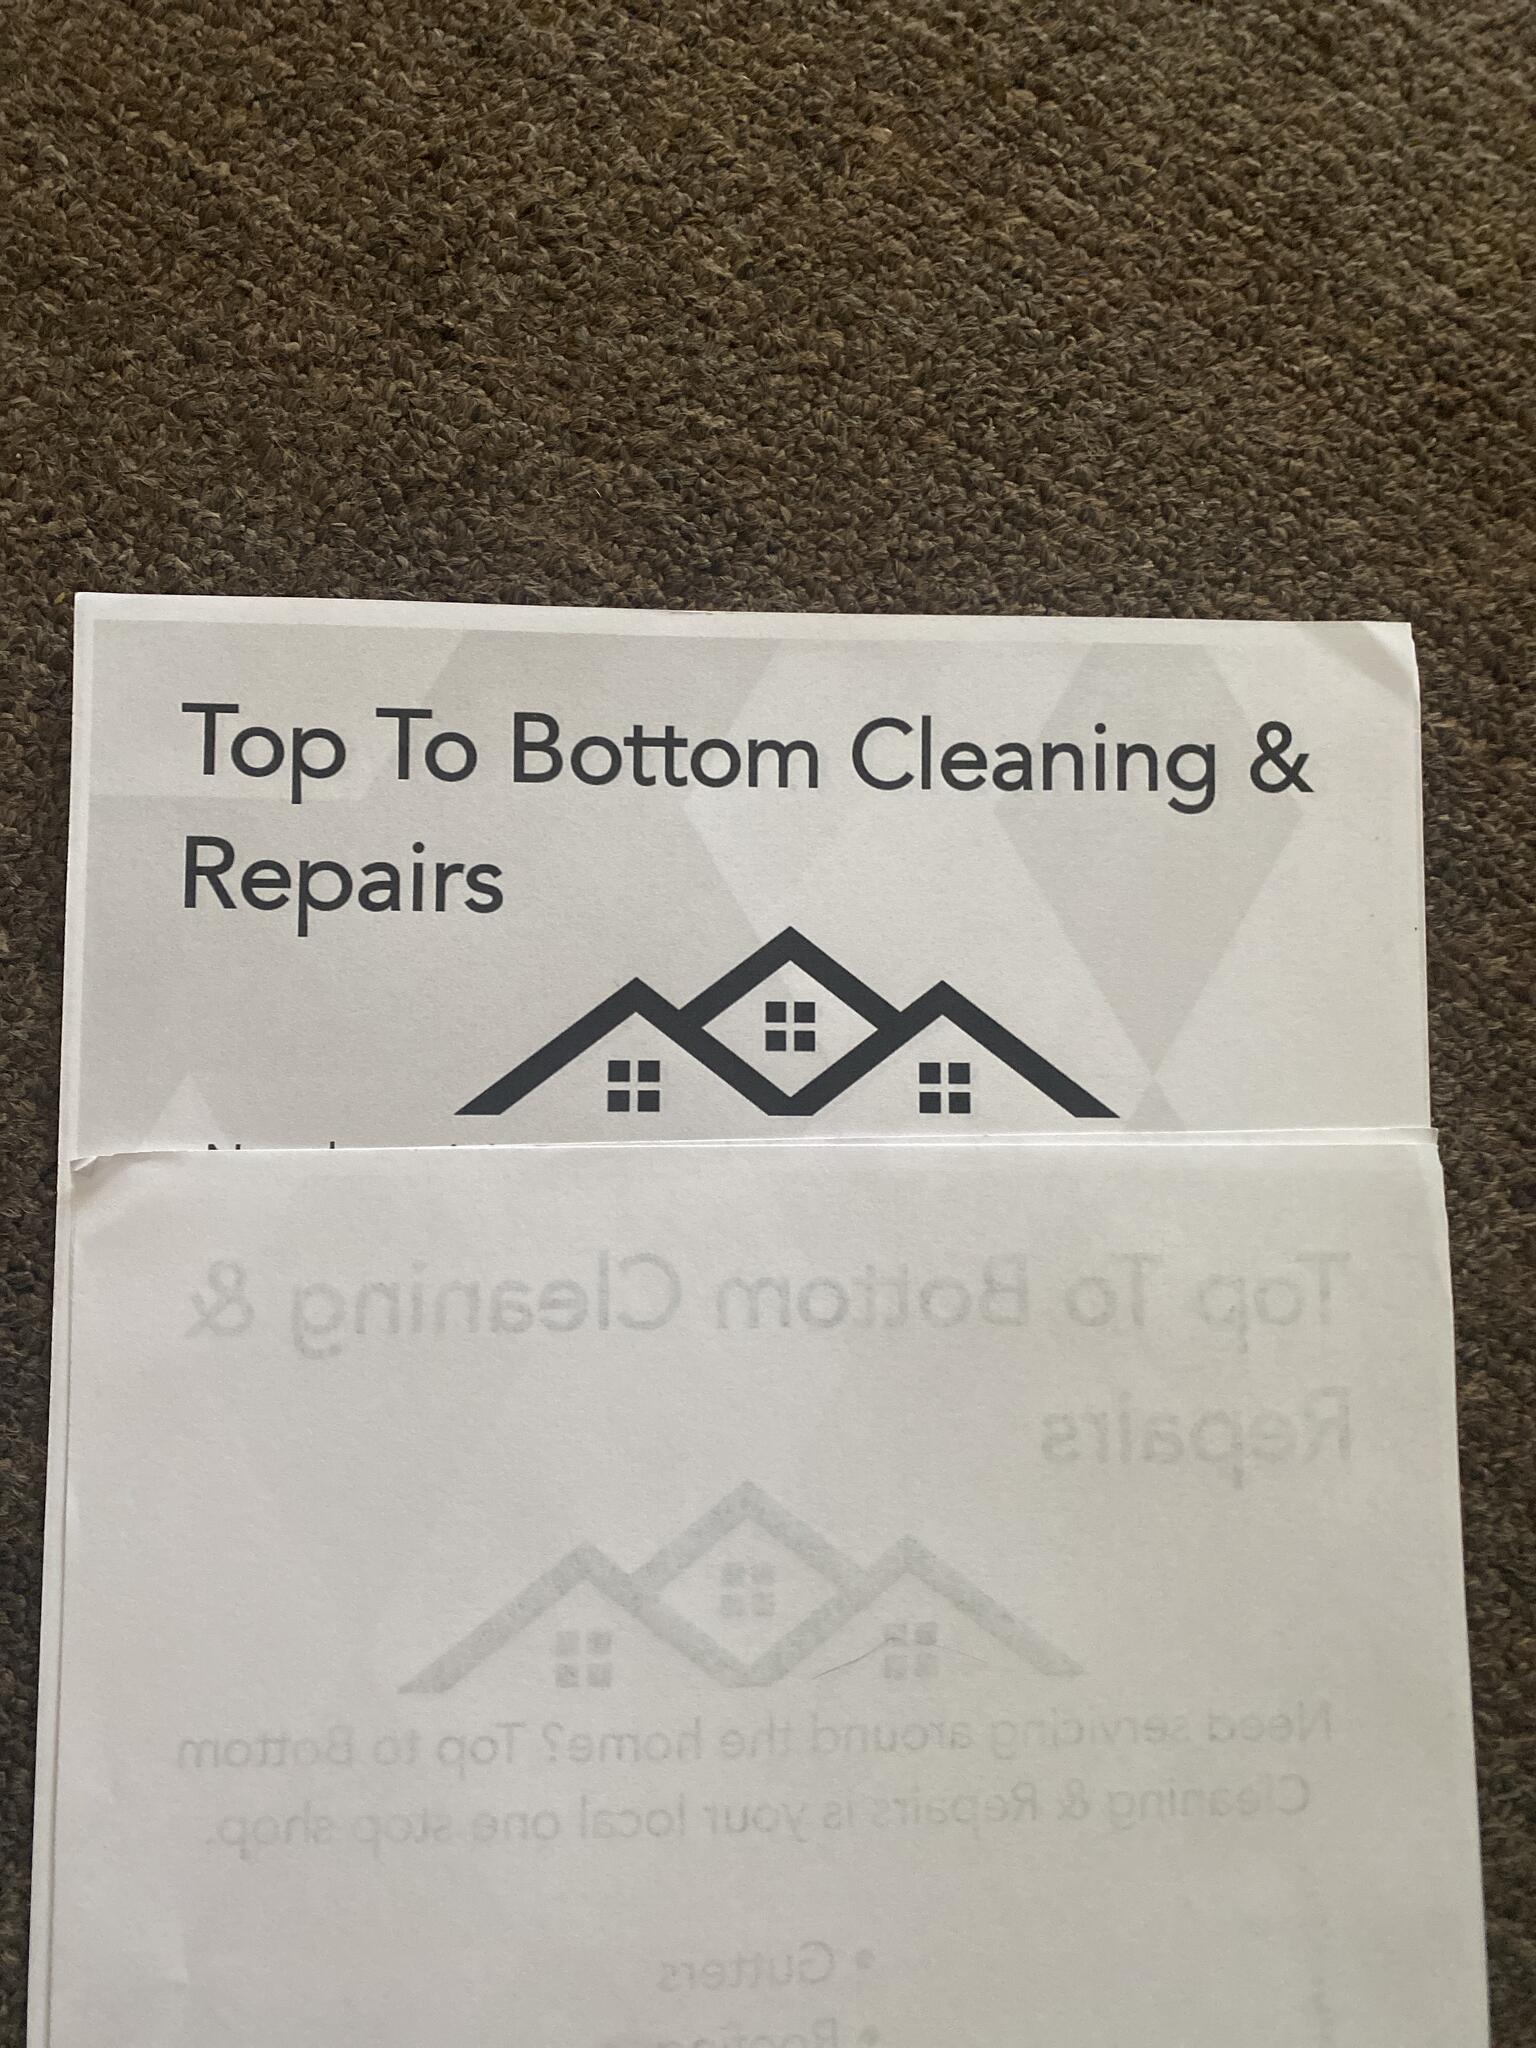 Top To Bottom Cleaning &
Repairs
Top To Bottom Cleaning &
Repairs
Need servicing around the home? Top to Bottom
Cleaning & Repairs is your local one stop shop.
• Gutters